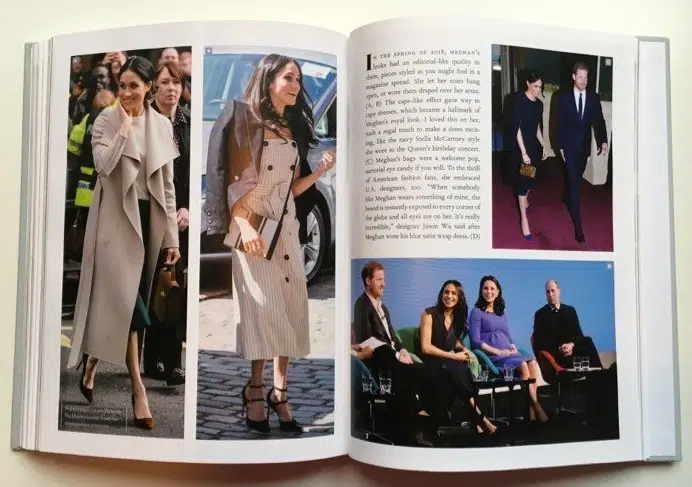 IN THE SPRING OF 2018, MEGHAN'S
looks had an editorial-like quality to
them, pieces styled as you might find in a
magazine spread. She let her coats hang
open, or wore them draped over her arms.
(A, B) The cape-like effect gave way to
cape dresses, which became a hallmark of
Meghan's royal look. I loved this on her,
such a regal touch to make a dress excit-
ing, like the navy Stella McCartney style
she wore to the Queen's birthday concert.
(C) Meghan's bags were a welcome pop,
sartorial eye candy if you will. To the thrill
of American fashion fans, she embraced
U.S. designers, too. "When somebody
like Meghan wears something of mine, the
brand is instantly exposed to every corner of
the globe and all eyes are on her. It's really
incredible," designer Jason Wu said after
Meghan wore his blue satin wrap dress. (D)